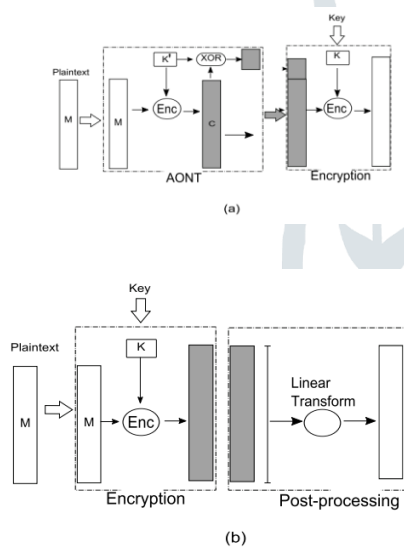 Key
Plaintext
K'
XOR
K
M
M
Enc
C
Enc
AONT
Encryption
(a)
Key
Plaintext
K
M
M
Enc
Linear
Transform
Encryption
Post-processing
(b)